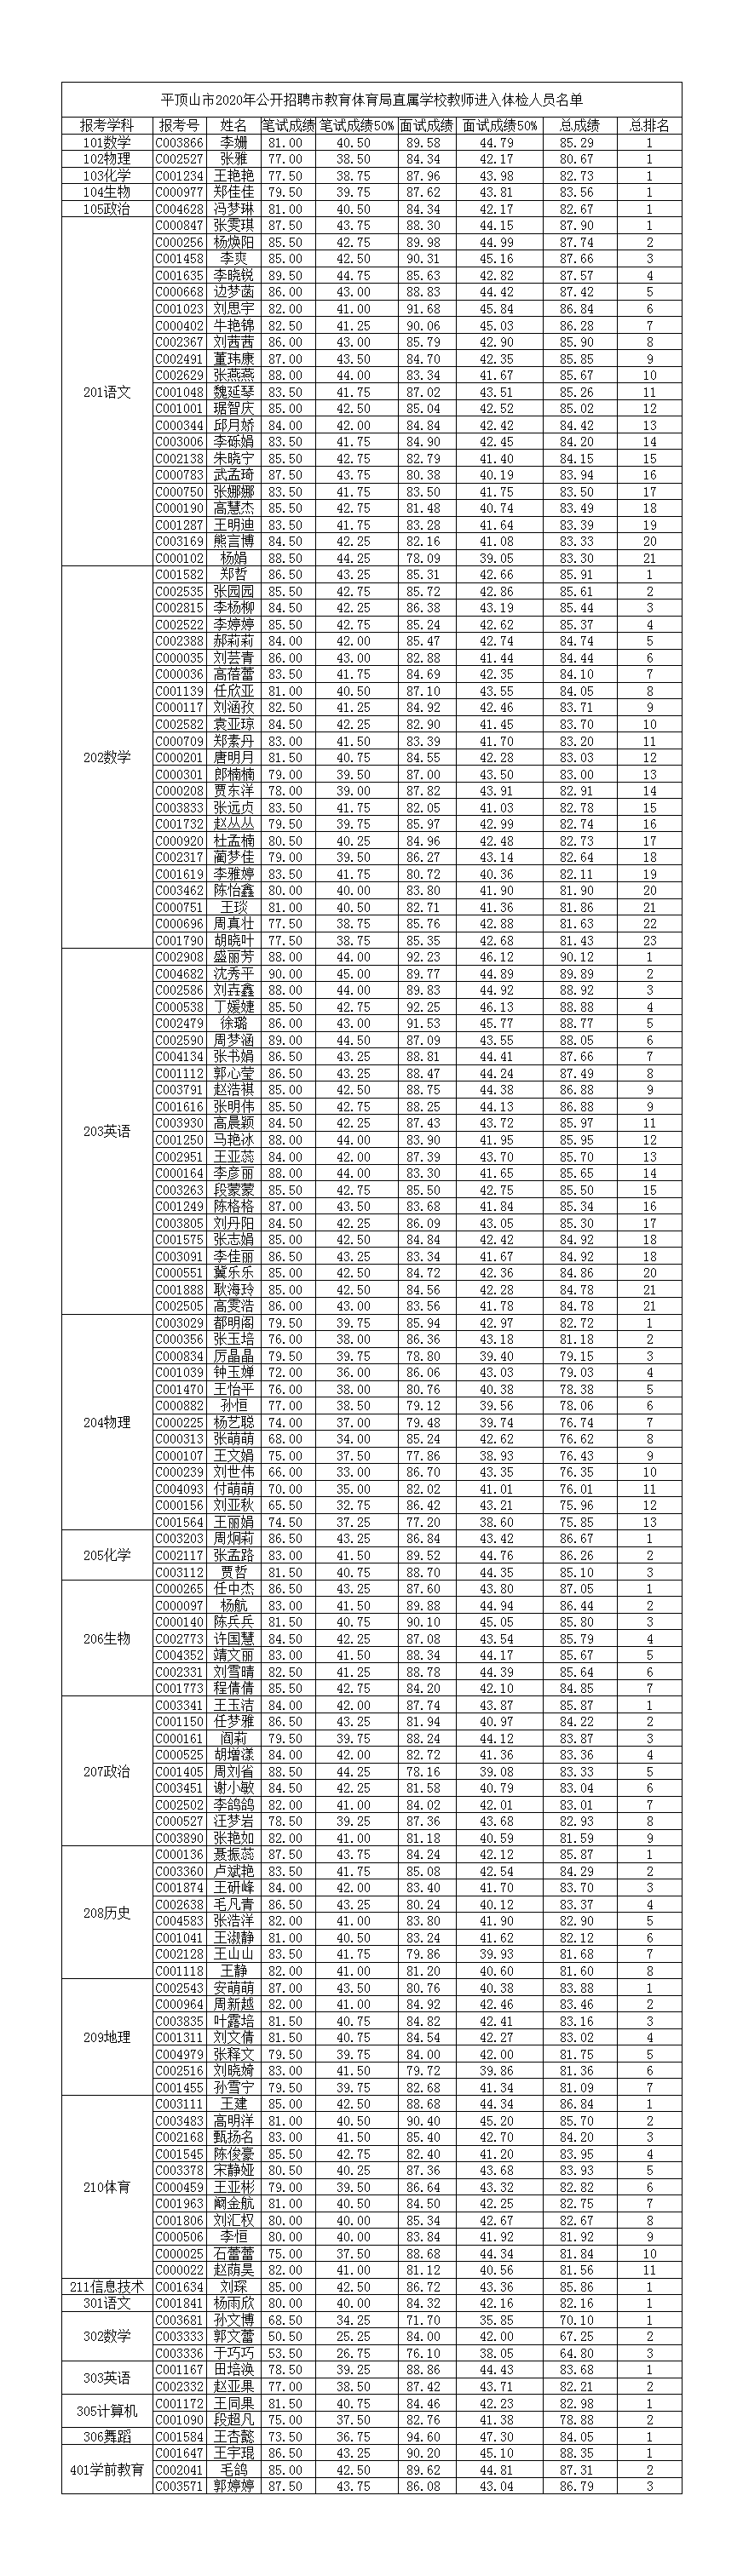 平顶山市2020年公开招聘市教育体育局直属学校教师进入体检人员名单
报考学科 报考号 姓名 笔试成绩 笔试成绩50% 面试成绩 面试成绩50% 总成绩 总排名
101数学 C003866 李姗 81.00 40.50 89.58 44.79 85.29 1
102物理 C002527 张雅 77.00 38.50 84.34 42.17 80.67 1
103化学 C001234 王艳艳 77.50 38.75 87.96 43.98 82.73 1
104生物 C000977 郑佳佳 79.50 39.75 87.62 43.81 83.56 1
105政治 C004628 冯梦琳 81.00 40.50 84.34 42.17 82.67 1
201语文 C000847 张雯琪 87.50 43.75 88.30 44.15 87.90 1
C000256 杨焕阳 85.50 42.75 89.98 44.99 87.74 2
C001458 李爽 85.00 42.50 90.31 45.16 87.66 3
C001635 李晓锐 89.50 44.75 85.63 42.82 87.57 4
C000668 边梦菡 86.00 43.00 88.83 44.42 87.42 5
C001023 刘思宇 82.00 41.00 91.68 45.84 86.84 6
C000402 牛艳锦 82.50 41.25 90.06 45.03 86.28 7
C002367 刘茜茜 86.00 43.00 85.79 42.90 85.90 8
C002491 董玮康 87.00 43.50 84.70 42.35 85.85 9
C002629 张燕燕 88.00 44.00 83.34 41.67 85.67 10
C001048 魏延琴 83.50 41.75 87.02 43.51 85.26 11
C001001 琚智庆 85.00 42.50 85.04 42.52 85.02 12
C000344 邱月娇 84.00 42.00 84.84 42.42 84.42 13
C003006 李砾娟 83.50 41.75 84.90 42.45 84.20 14
C002138 朱晓宁 85.50 42.75 82.79 41.40 84.15 15
C000783 武孟琦 87.50 43.75 80.38 40.19 83.94 16
C000750 张娜娜 83.50 41.75 83.50 41.75 83.50 17
C000190 高慧杰 85.50 42.75 81.48 40.74 83.49 18
C001287 王明迪 83.50 41.75 83.28 41.64 83.39 19
C003169 熊言博 84.50 42.25 82.16 41.08 83.33 20
C000102 杨娟 88.50 44.25 78.09 39.05 83.30 21
202数学 C001582 郑哲 86.50 43.25 85.31 42.66 85.91 1
C002535 张园园 85.50 42.75 85.72 42.86 85.61 2
C002815 李杨柳 84.50 42.25 86.38 43.19 85.44 3
C002522 李婷婷 85.50 42.75 85.24 42.62 85.37 4
C002388 郝莉莉 84.00 42.00 85.47 42.74 84.74 5
C000035 刘芸青 86.00 43.00 82.88 41.44 84.44 6
C000036 高蓓蕾 83.50 41.75 84.69 42.35 84.10 7
C001139 任欣亚 81.00 40.50 87.10 43.55 84.05 8
C000117 刘涵孜 82.50 41.25 84.92 42.46 83.71 9
C002582 袁亚琼 84.50 42.25 82.90 41.45 83.70 10
C000709 郑素丹 83.00 41.50 83.39 41.70 83.20 11
C000201 唐明月 81.50 40.75 84.55 42.28 83.03 12
C000301 郎楠楠 79.00 39.50 87.00 43.50 83.00 13
C000208 贾东洋 78.00 39.00 87.82 43.91 82.91 14
C003833 张远贞 83.50 41.75 82.05 41.03 82.78 15
C001732 赵丛丛 79.50 39.75 85.97 42.99 82.74 16
C000920 杜孟楠 80.50 40.25 84.96 42.48 82.73 17
C002317 蔺梦佳 79.00 39.50 86.27 43.14 82.64 18
C001619 李雅婷 83.50 41.75 80.72 40.36 82.11 19
C003462 陈怡鑫 80.00 40.00 83.80 41.90 81.90 20
C000751 王琰 81.00 40.50 82.71 41.36 81.86 21
C000696 周真壮 77.50 38.75 85.76 42.88 81.63 22
C001790 胡晓叶 77.50 38.75 85.35 42.68 81.43 23
203英语 C002908 盛丽芳 88.00 44.00 92.23 46.12 90.12 1
C004682 沈秀平 90.00 45.00 89.77 44.89 89.89 2
C002586 刘垚鑫 88.00 44.00 89.83 44.92 88.92 3
C000538 丁媛婕 85.50 42.75 92.25 46.13 88.88 4
C002479 徐璐 86.00 43.00 91.53 45.77 88.77 5
C002590 周梦涵 89.00 44.50 87.09 43.55 88.05 6
C004134 张书娟 86.50 43.25 88.81 44.41 87.66 7
C001112 郭心莹 86.50 43.25 88.47 44.24 87.49 8
C003791 赵浩祺 85.00 42.50 88.75 44.38 86.88 9
C001616 张明伟 85.50 42.75 88.25 44.13 86.88 9
C003930 高晨颖 84.50 42.25 87.43 43.72 85.97 11
C001250 马艳冰 88.00 44.00 83.90 41.95 85.95 12
C002951 王亚蕊 84.00 42.00 87.39 43.70 85.70 13
C000164 李彦丽 88.00 44.00 83.30 41.65 85.65 14
C003263 段蒙蒙 85.50 42.75 85.50 42.75 85.50 15
C001249 陈格格 87.00 43.50 83.68 41.84 85.34 16
C003805 刘丹阳 84.50 42.25 86.09 43.05 85.30 17
C001575 张志娟 85.00 42.50 84.84 42.42 84.92 18
C003091 李佳丽 86.50 43.25 83.34 41.67 84.92 18
C000551 冀乐乐 85.00 42.50 84.72 42.36 84.86 20
C001888 耿海玲 85.00 42.50 84.56 42.28 84.78 21
C002505 高雯浩 86.00 43.00 83.56 41.78 84.78 21
204物理 C003029 都明阁 79.50 39.75 85.94 42.97 82.72 1
C000356 张玉培 76.00 38.00 86.36 43.18 81.18 2
C000834 厉晶晶 79.50 39.75 78.80 39.40 79.15 3
C001039 钟玉婵 72.00 36.00 86.06 43.03 79.03 4
C001470 王怡平 76.00 38.00 80.76 40.38 78.38 5
C000882 孙恒 77.00 38.50 79.12 39.56 78.06 6
C000225 杨艺聪 74.00 37.00 79.48 39.74 76.74 7
C000313 张萌萌 68.00 34.00 85.24 42.62 76.62 8
C000107 王文娟 75.00 37.50 77.86 38.93 76.43 9
C000239 刘世伟 66.00 33.00 86.70 43.35 76.35 10
C004093 付萌萌 70.00 35.00 82.02 41.01 76.01 11
C000156 刘亚秋 65.50 32.75 86.42 43.21 75.96 12
C001564 王丽娟 74.50 37.25 77.20 38.60 75.85 13
205化学 C003203 周炯莉 86.50 43.25 86.84 43.42 86.67 1
C002117 张孟路 83.00 41.50 89.52 44.76 86.26 2
C003112 贾哲 81.50 40.75 88.70 44.35 85.10 3
206生物 C000265 任中杰 86.50 43.25 87.60 43.80 87.05 1
C000097 杨航 83.00 41.50 89.88 44.94 86.44 2
C000140 陈兵兵 81.50 40.75 90.10 45.05 85.80 3
C002773 许国慧 84.50 42.25 87.08 43.54 85.79 4
C004352 靖文丽 83.00 41.50 88.34 44.17 85.67 5
C002331 刘雪晴 82.50 41.25 88.78 44.39 85.64 6
C001773 程倩倩 85.50 42.75 84.20 42.10 84.85 7
207政治 C003341 王玉洁 84.00 42.00 87.74 43.87 85.87 1
C001150 任梦雅 86.50 43.25 81.94 40.97 84.22 2
C000161 阎莉 79.50 39.75 88.24 44.12 83.87 3
C000525 胡增漾 84.00 42.00 82.72 41.36 83.36 4
C001405 周刘省 88.50 44.25 78.16 39.08 83.33 5
C003451 谢小敏 84.50 42.25 81.58 40.79 83.04 6
C002502 李鸽鸽 82.00 41.00 84.02 42.01 83.01 7
C000527 汪梦岩 78.50 39.25 87.36 43.68 82.93 8
C003890 张艳如 82.00 41.00 81.18 40.59 81.59 9
208历史 C000136 聂振蕊 87.50 43.75 84.24 42.12 85.87 1
C003360 卢斌艳 83.50 41.75 85.08 42.54 84.29 2
C001874 王研峰 84.00 42.00 83.40 41.70 83.70 3
C002638 毛凡青 86.50 43.25 80.24 40.12 83.37 4
C004583 张浩洋 82.00 41.00 83.80 41.90 82.90 5
C001041 王淑静 81.00 40.50 83.24 41.62 82.12 6
C002128 王山山 83.50 41.75 79.86 39.93 81.68 7
C001118 王静 82.00 41.00 81.20 40.60 81.60 8
209地理 C002543 安萌萌 87.00 43.50 80.76 40.38 83.88 1
C000964 周新越 82.00 41.00 84.92 42.46 83.46 2
C003835 叶露培 81.50 40.75 84.82 42.41 83.16 3
C001311 刘文倩 81.50 40.75 84.54 42.27 83.02 4
C004979 张释文 79.50 39.75 84.00 42.00 81.75 5
C002516 刘晓婍 83.00 41.50 79.72 39.86 81.36 6
C001455 孙雪宁 79.50 39.75 82.68 41.34 81.09 7
210体育 C003111 王建 85.00 42.50 88.68 44.34 86.84 1
C003483 高明洋 81.00 40.50 90.40 45.20 85.70 2
C002168 甄扬名 83.00 41.50 85.40 42.70 84.20 3
C001545 陈俊豪 85.50 42.75 82.40 41.20 83.95 4
C003378 宋静娅 80.50 40.25 87.36 43.68 83.93 5
C000459 王亚彬 79.00 39.50 86.64 43.32 82.82 6
C001963 阚金航 81.00 40.50 84.50 42.25 82.75 7
C001806 刘汇权 80.00 40.00 85.34 42.67 82.67 8
C000506 李恒 80.00 40.00 83.84 41.92 81.92 9
C000025 石蕾蕾 75.00 37.50 88.68 44.34 81.84 10
C000022 赵荫昊 82.00 41.00 81.12 40.56 81.56 11
211信息技术 C001634 刘琛 85.00 42.50 86.72 43.36 85.86 1
301语文 C001841 杨雨欣 80.00 40.00 84.32 42.16 82.16 1
302数学 C003681 孙文博 68.50 34.25 71.70 35.85 70.10 1
C003333 郭文蕾 50.50 25.25 84.00 42.00 67.25 2
C003336 于巧巧 53.50 26.75 76.10 38.05 64.80 3
303英语 C001167 田培涣 78.50 39.25 88.86 44.43 83.68 1
C002332 赵亚果 77.00 38.50 87.42 43.71 82.21 2
305计算机 C001172 王同果 81.50 40.75 84.46 42.23 82.98 1
C001090 段超凡 75.00 37.50 82.76 41.38 78.88 2
306舞蹈 C001584 王杏懿 73.50 36.75 94.60 47.30 84.05 1
401学前教育 C001647 王宇琨 86.50 43.25 90.20 45.10 88.35 1
C002041 毛鸽 85.00 42.50 89.62 44.81 87.31 2
C003571 郭婷婷 87.50 43.75 86.08 43.04 86.79 3